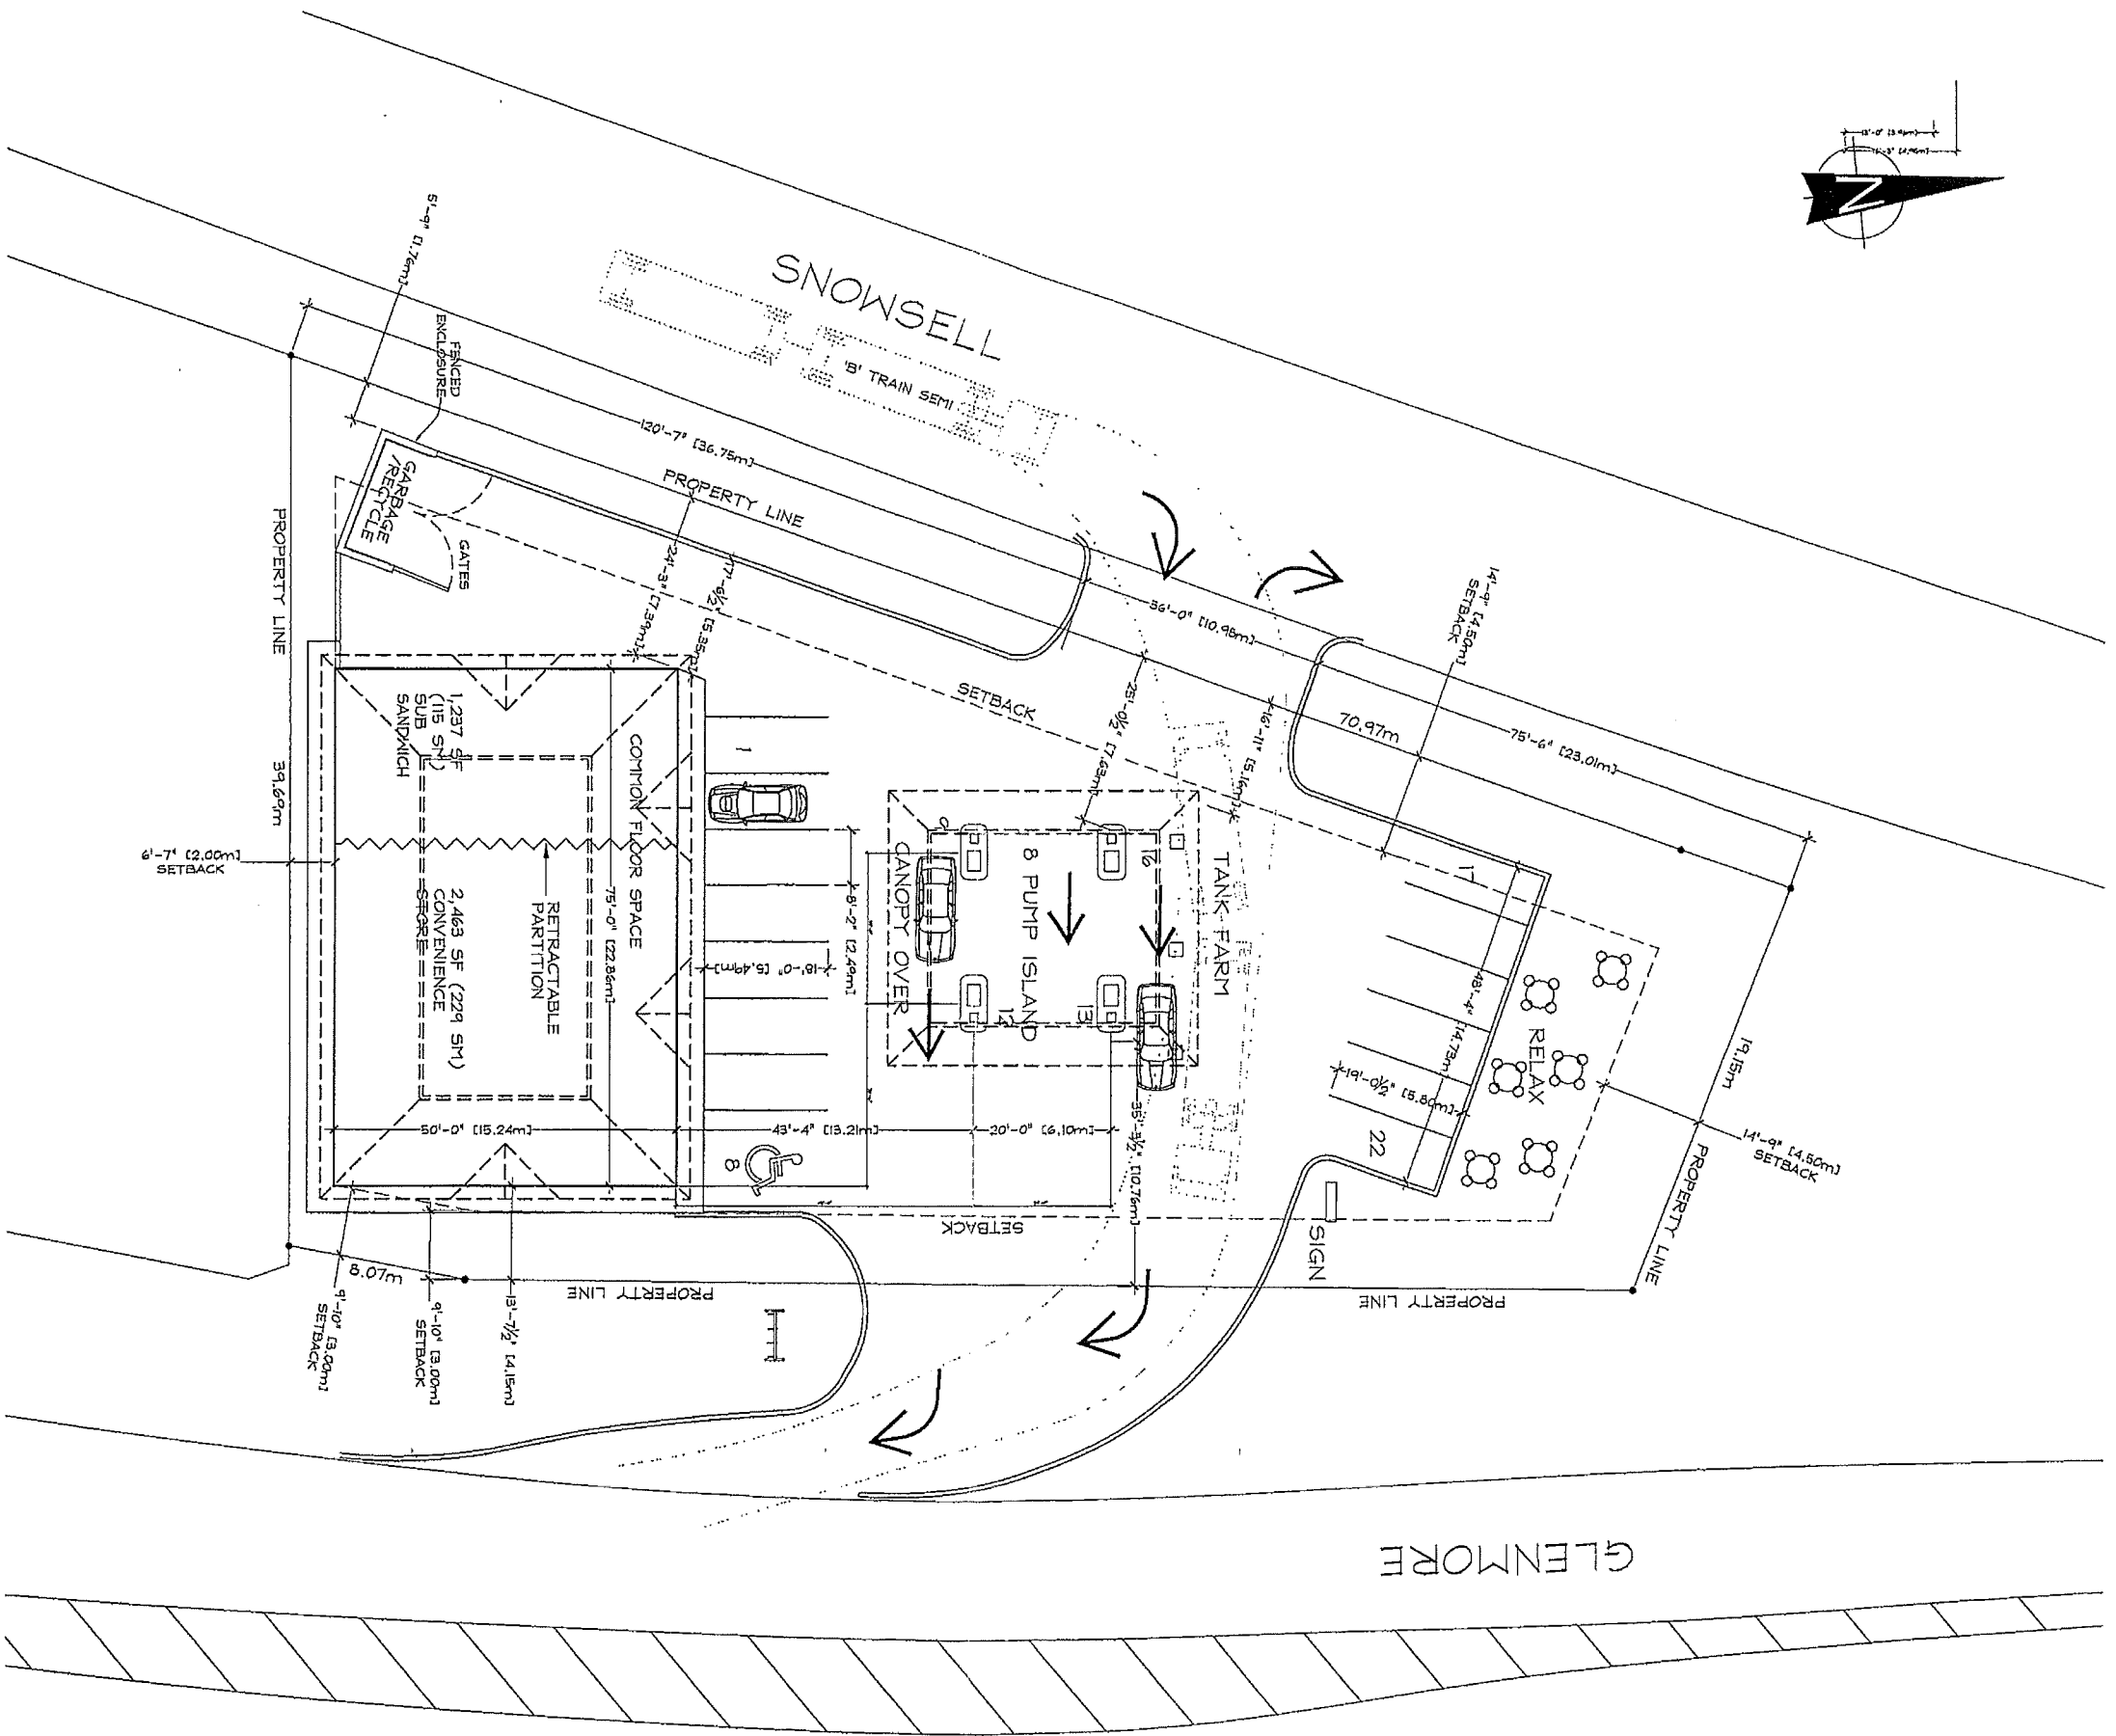 13'-0" [3.96m]
N
SNOWSELL
'B' TRAIN SEMI
5'-9" [1.76m]
FENCED
ENCLOSURE
120'-7" [36.75m]
PROPERTY LINE
GARBAGE
/RECYCLE
GATES
24'-3" [7.39m]
17'-6½" [5.35m]
36'-0" [10.98m]
14'-9" [4.50m]
SETBACK
SETBACK
25'-0½" [7.63m]
16'-11" [5.16m]
70.97m
75'-6" [23.01m]
PROPERTY LINE
39.69m
6'-7" [2.00m]
SETBACK
1,237 SF
(115 SM)
SUB
SANDWICH
COMMON FLOOR SPACE
75'-0" [22.86m]
RETRACTABLE
PARTITION
2,463 SF (229 SM)
CONVENIENCE
STORE
1
8'-2" [2.49m]
18'-0" [5.49m]
9
CANOPY OVER
8 PUMP ISLAND
16
12
13
TANK FARM
17
48'-4" [14.73m]
19'-0½" [5.80m]
22
RELAX
19.15m
14'-9" [4.50m]
SETBACK
PROPERTY LINE
50'-0" [15.24m]
43'-4" [13.21m]
20'-0" [6.10m]
8
SETBACK
SIGN
8.07m
9'-10" [3.00m]
SETBACK
9'-10" [3.00m]
SETBACK
13'-7½" [4.15m]
PROPERTY LINE
PROPERTY LINE
GLENMORE